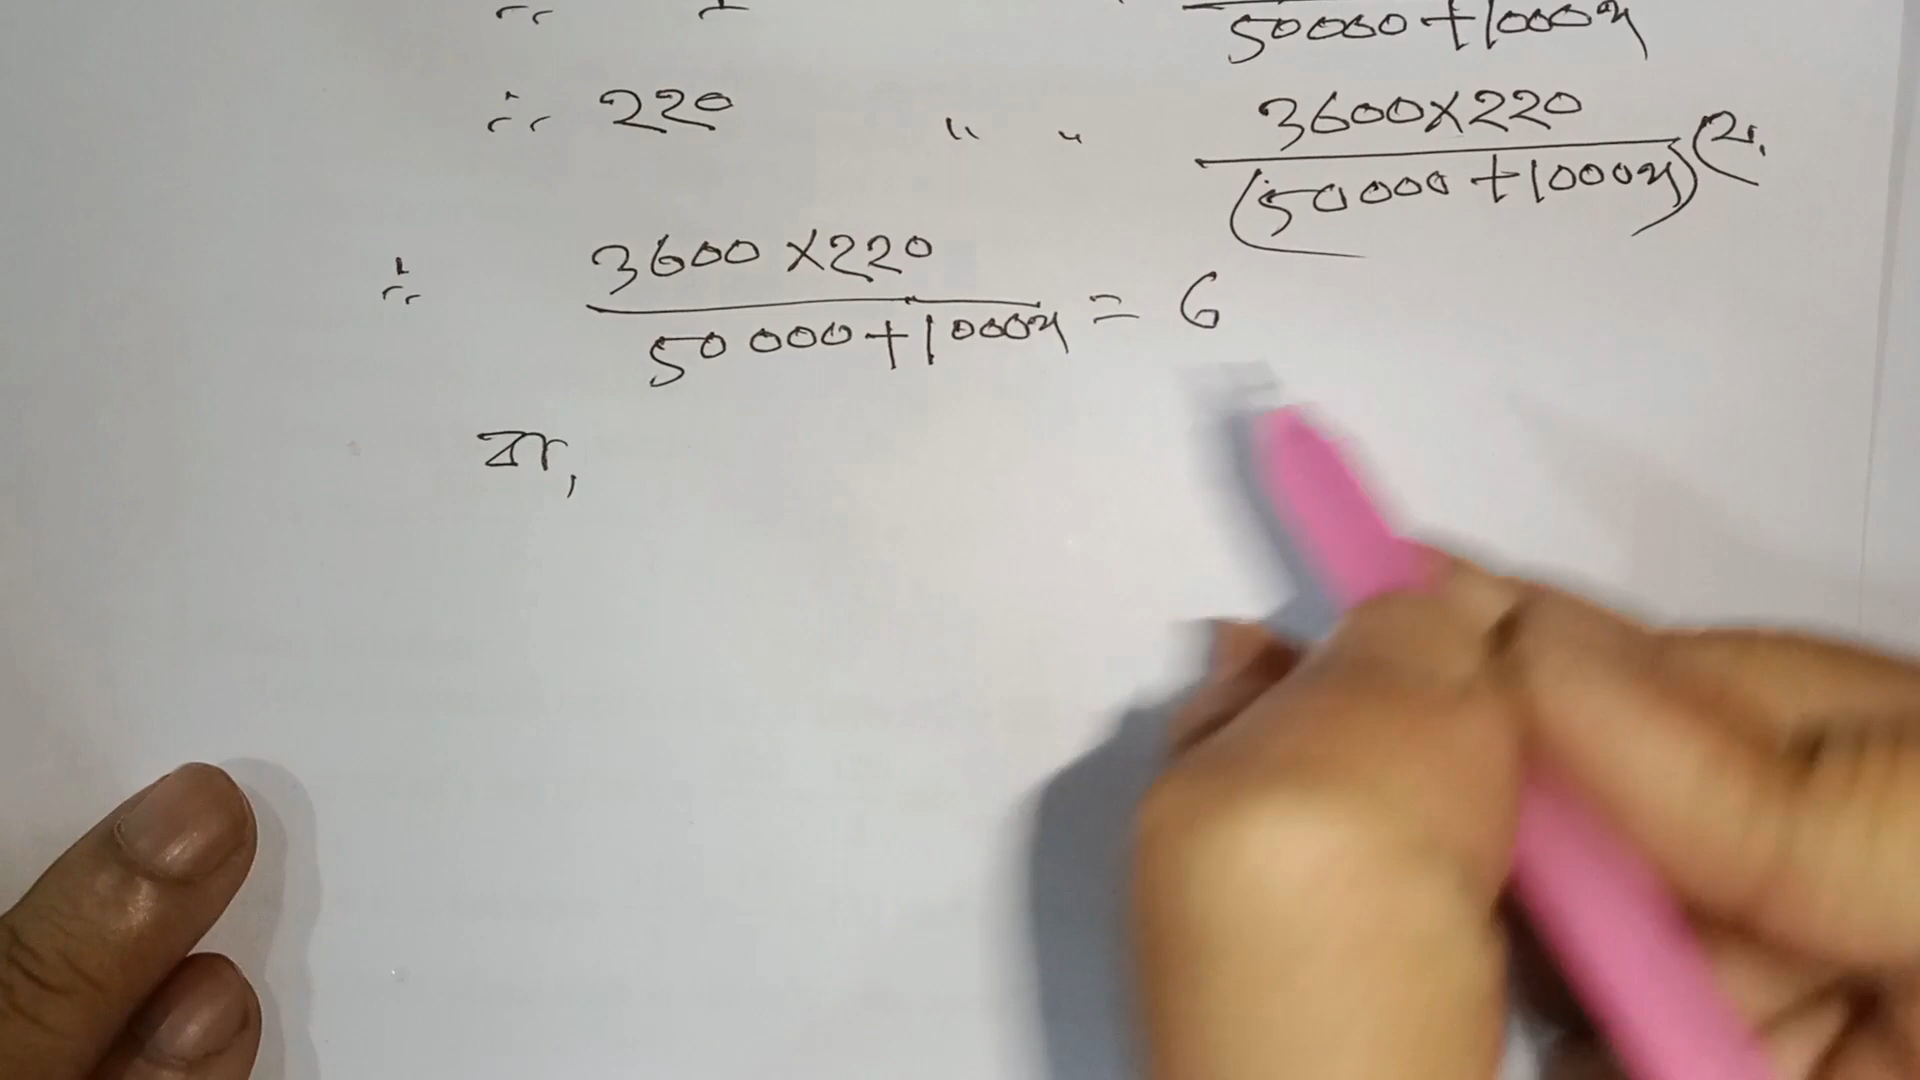 50000+1000x
∴ 220 " " 3600×220 / (50000+1000x)
∴ 3600×220 / 50000+1000x = 6
বা,